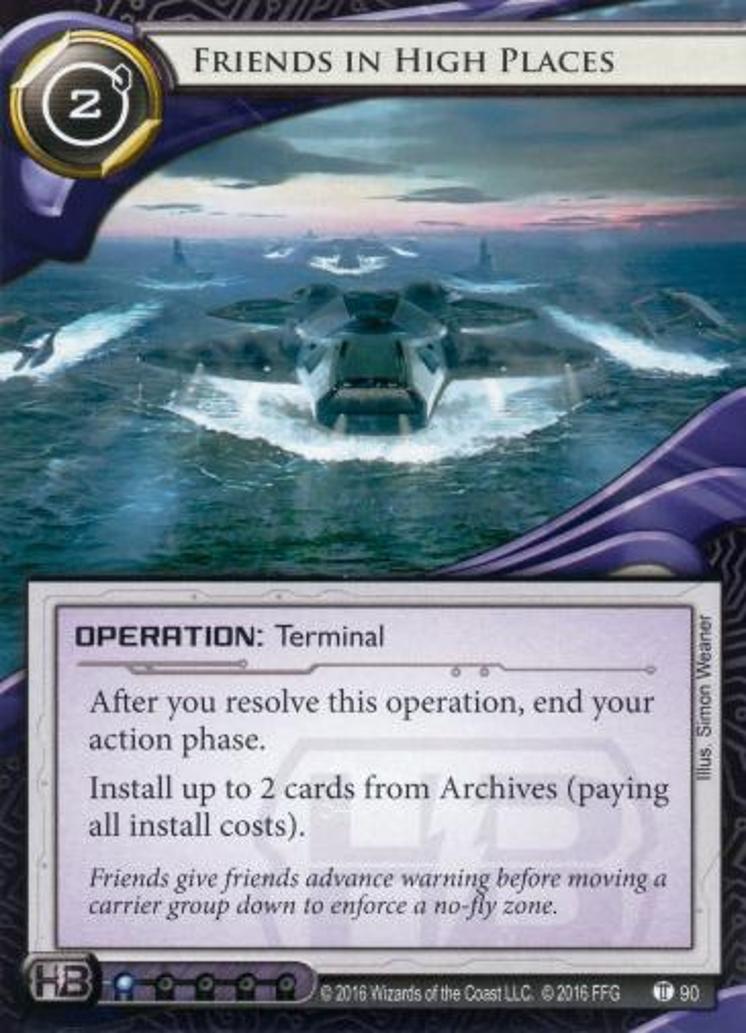 2
FRIENDS IN HIGH PLACES
OPERATION: Terminal
After you resolve this operation, end your
action phase.
Install up to 2 cards from Archives (paying
all install costs).
Friends give friends advance warning before moving a
carrier group down to enforce a no-fly zone.
Illus. Simon Weaner
HB
© 2016 Wizards of the Coast LLC. © 2016 FFG
90